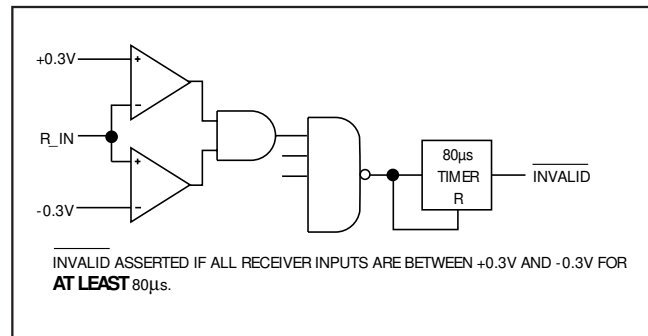 +0.3V
+
-
R_IN
+
-0.3V
-
80µs
TIMER
R
INVALID
INVALID ASSERTED IF ALL RECEIVER INPUTS ARE BETWEEN +0.3V AND -0.3V FOR
AT LEAST 80µs.